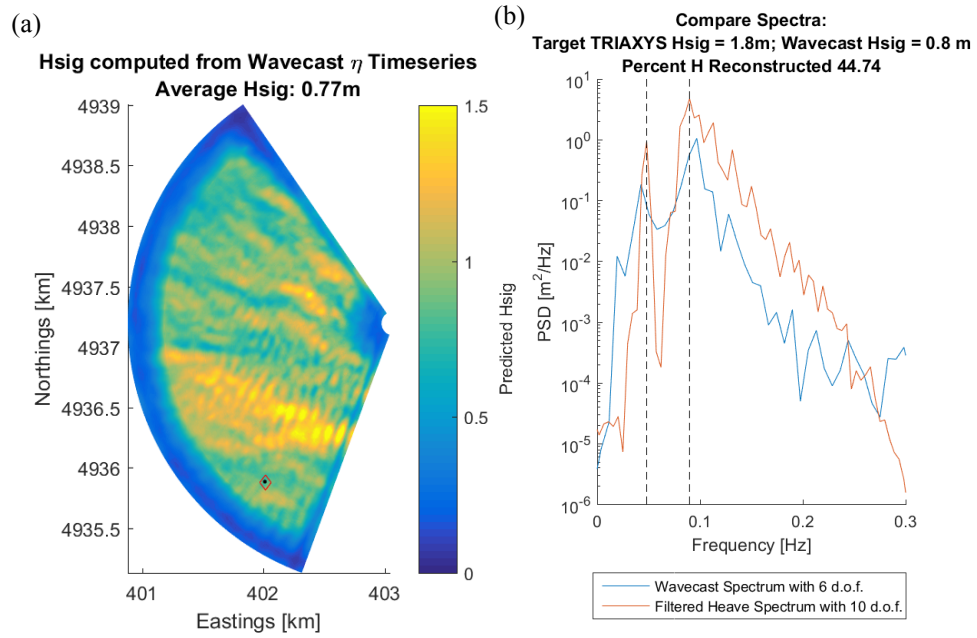 (a)
Hsig computed from Wavecast η Timeseries
Average Hsig: 0.77m
4939
4938.5
4938
4937.5
4937
4936.5
4936
4935.5
Northings [km]
401
402
403
Eastings [km]
1.5
1
0.5
0
Predicted Hsig
(b)
Compare Spectra:
Target TRIAXYS Hsig = 1.8m; Wavecast Hsig = 0.8 m
Percent H Reconstructed 44.74
10^1
10^0
10^-1
10^-2
10^-3
10^-4
10^-5
10^-6
PSD [m²/Hz]
0
0.1
0.2
0.3
Frequency [Hz]
Wavecast Spectrum with 6 d.o.f.
Filtered Heave Spectrum with 10 d.o.f.